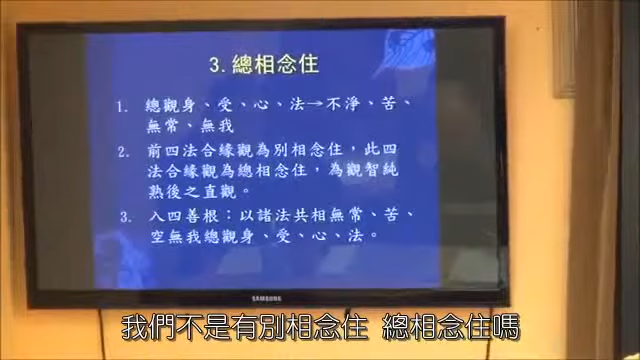 3.總相念住
1. 總觀身、受、心、法→不淨、苦、
無常、無我
2. 前四法合緣觀為別相念住，此四
法合緣觀為總相念住，為觀智純
熟後之直觀。
3. 入四善根：以諸法共相無常、苦、
空無我總觀身、受、心、法。
SAMSUNG
我們不是有別相念住 總相念住嗎